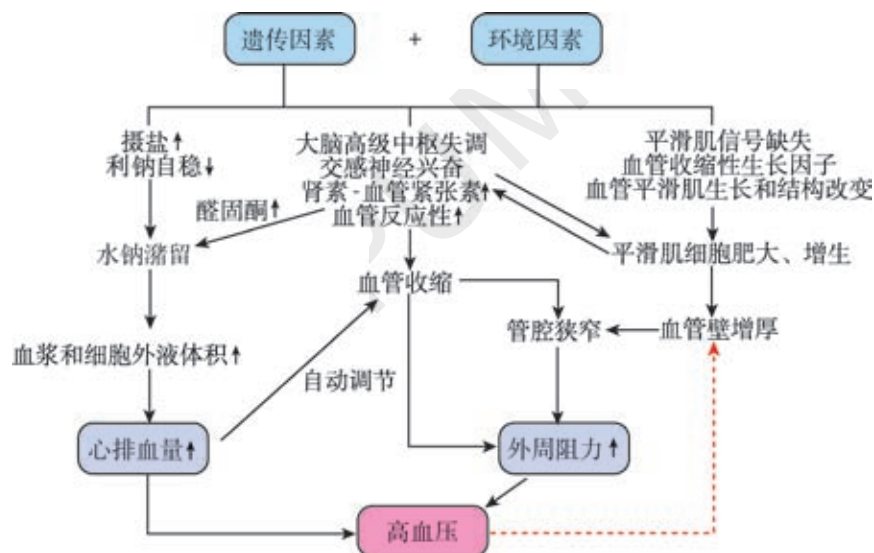 遗传因素 + 环境因素
摄盐↑
利钠自稳↓
大脑高级中枢失调
交感神经兴奋
肾素-血管紧张素↑
血管反应性↑
平滑肌信号缺失
血管收缩性生长因子
血管平滑肌生长和结构改变
醛固酮↑
水钠潴留
平滑肌细胞肥大、增生
血管收缩
管腔狭窄
血管壁增厚
血浆和细胞外液体积↑
自动调节
心排血量↑
外周阻力↑
高血压